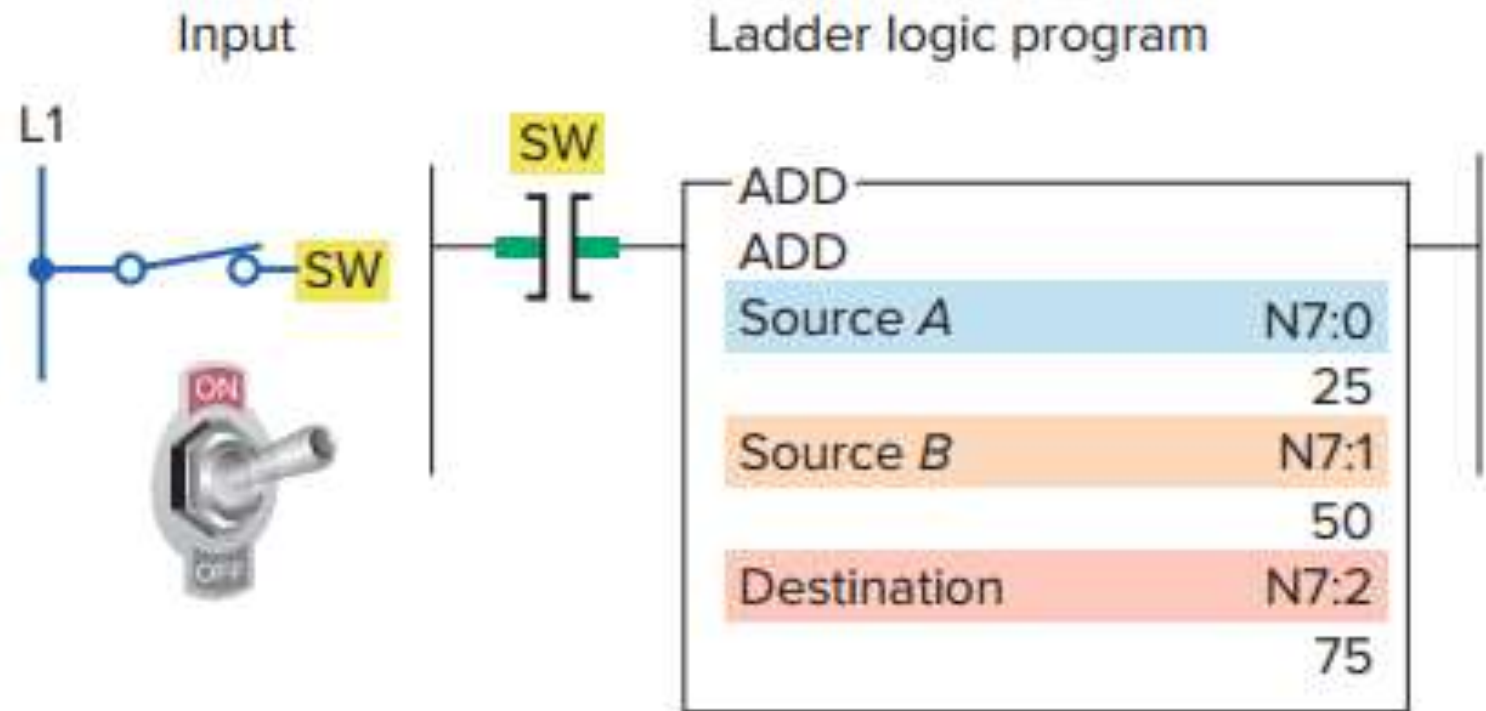 Input
Ladder logic program
L1
SW
SW
ON
OFF
ADD
ADD
Source A N7:0
25
Source B N7:1
50
Destination N7:2
75